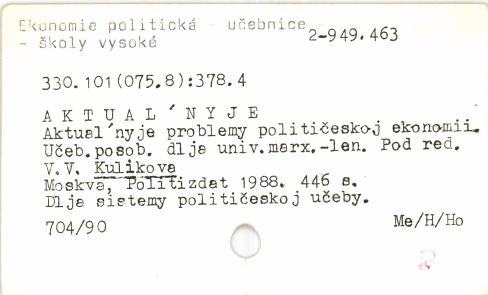 Ekonomie politická - učebnice
- školy vysoké
2-949.463
330.101(075.8):378.4
A K T U A L ' N Y J E
Aktual'nyje problemy političeskoj ekonomii.
Učeb.posob. dlja univ.marx.-len. Pod red.
V.V. Kulikova
Moskva, Politizdat 1988. 446 s.
Dlja sistemy političeskoj učeby.
704/90
Me/H/Ho